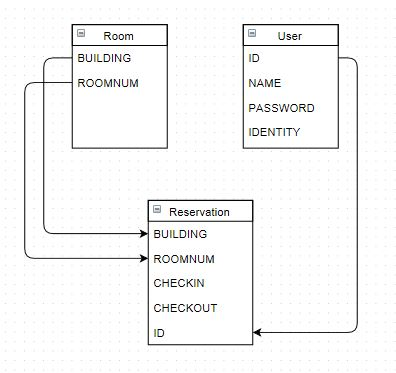 Room
BUILDING
ROOMNUM
User
ID
NAME
PASSWORD
IDENTITY
Reservation
BUILDING
ROOMNUM
CHECKIN
CHECKOUT
ID